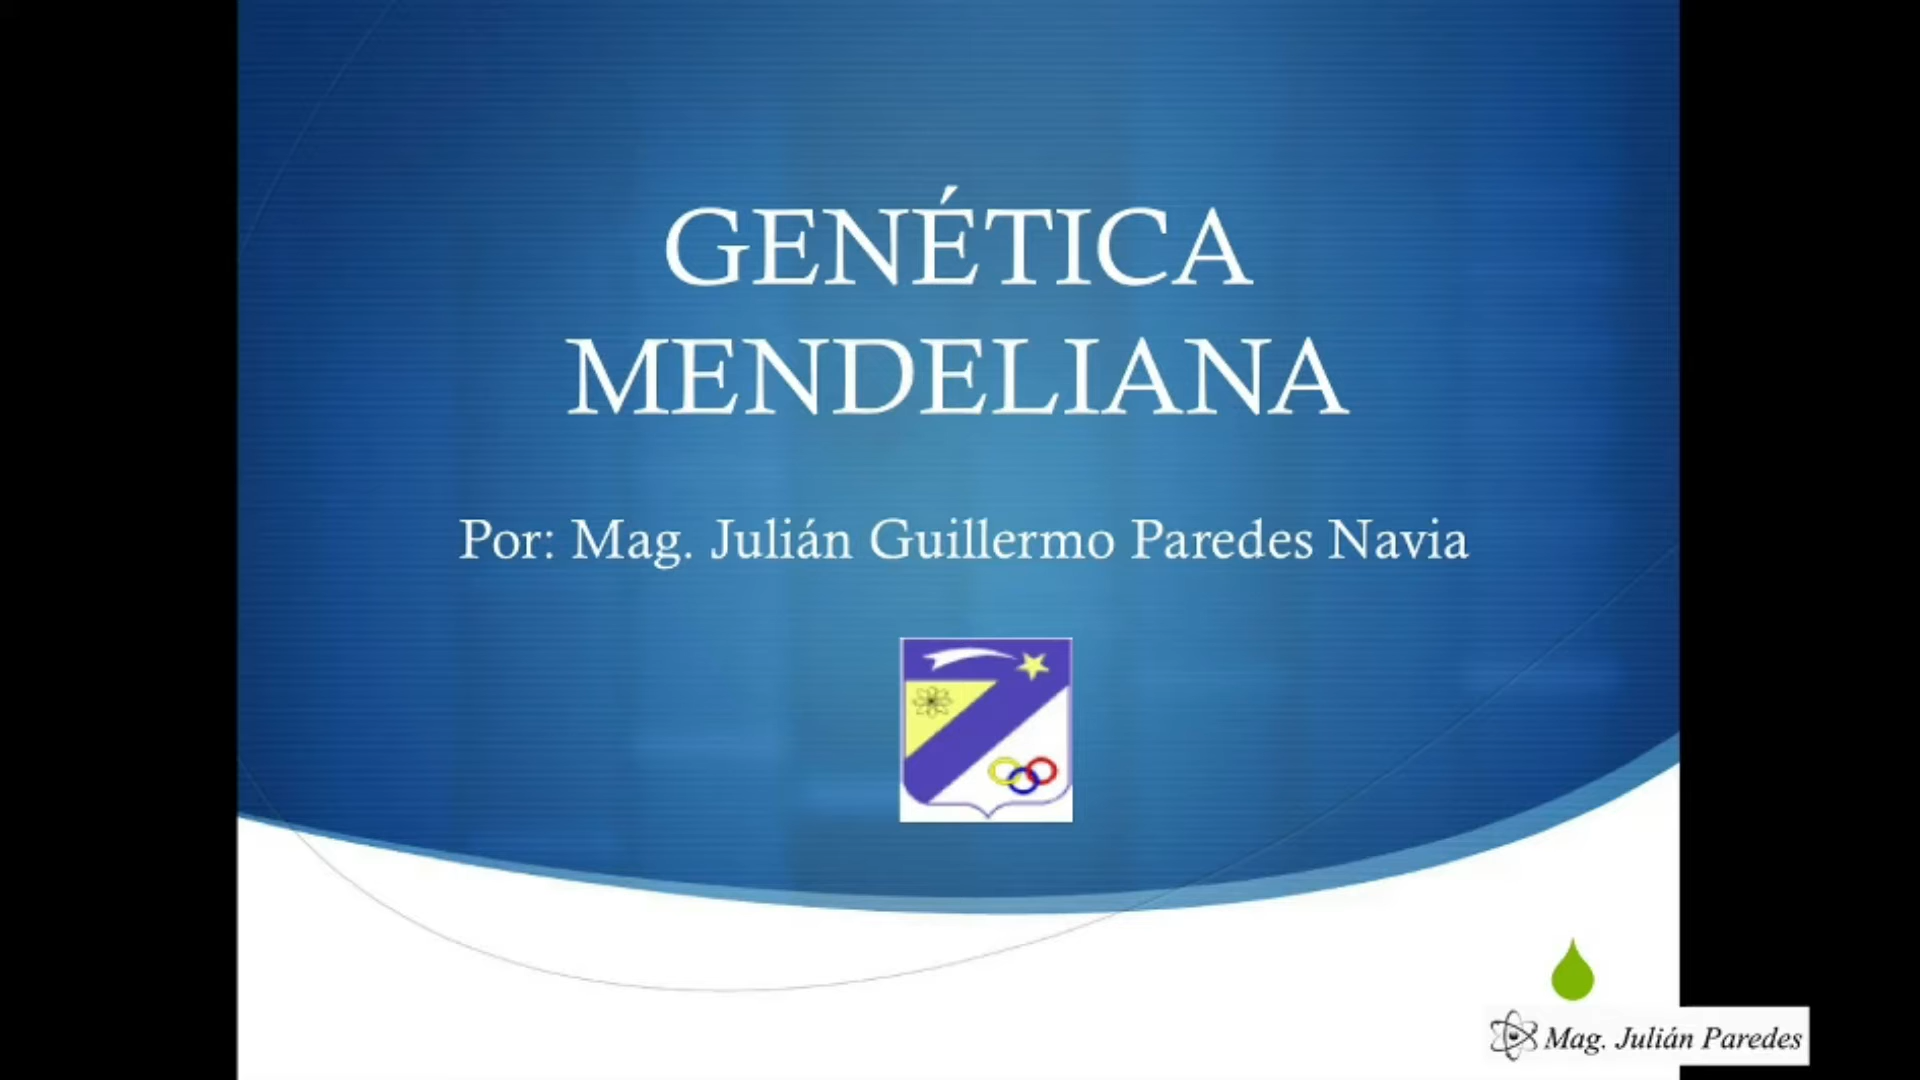 GENÉTICA
MENDELIANA
Por: Mag. Julián Guillermo Paredes Navia
Mag. Julián Paredes